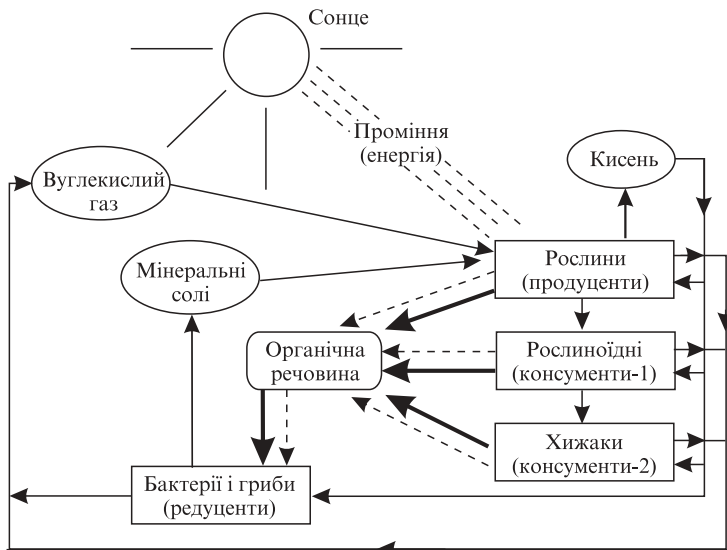 Сонце
Проміння
(енергія)
Кисень
Вуглекислий
газ
Рослини
(продуценти)
Мінеральні
солі
Органічна
речовина
Рослиноїдні
(консументи-1)
Хижаки
(консументи-2)
Бактерії і гриби
(редуценти)